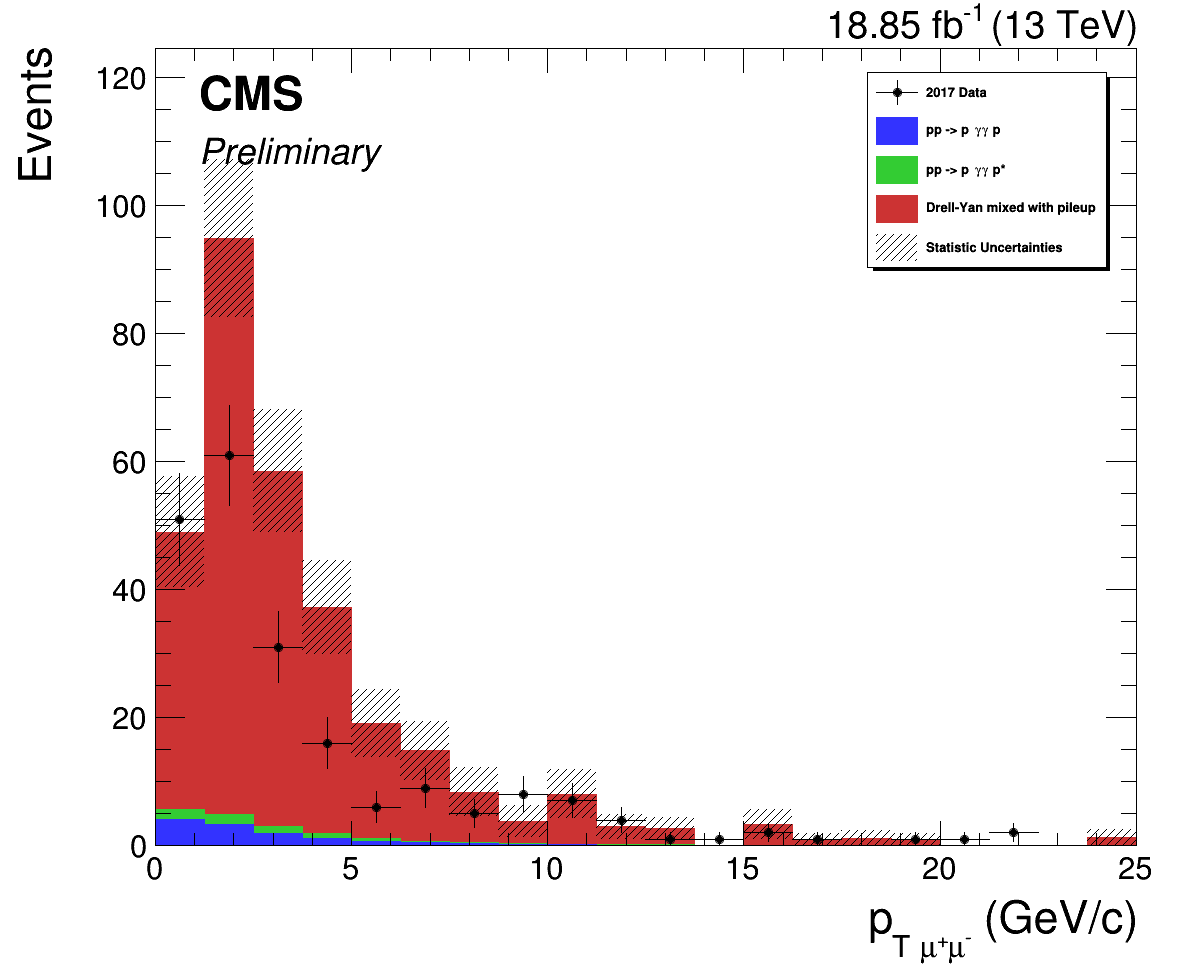 18.85 fb⁻¹ (13 TeV)
Events
CMS
Preliminary
2017 Data
pp -> p γγ p
pp -> p γγ p*
Drell-Yan mixed with pileup
Statistic Uncertainties
120
100
80
60
40
20
0
0 5 10 15 20 25
p_T μ⁺μ⁻ (GeV/c)